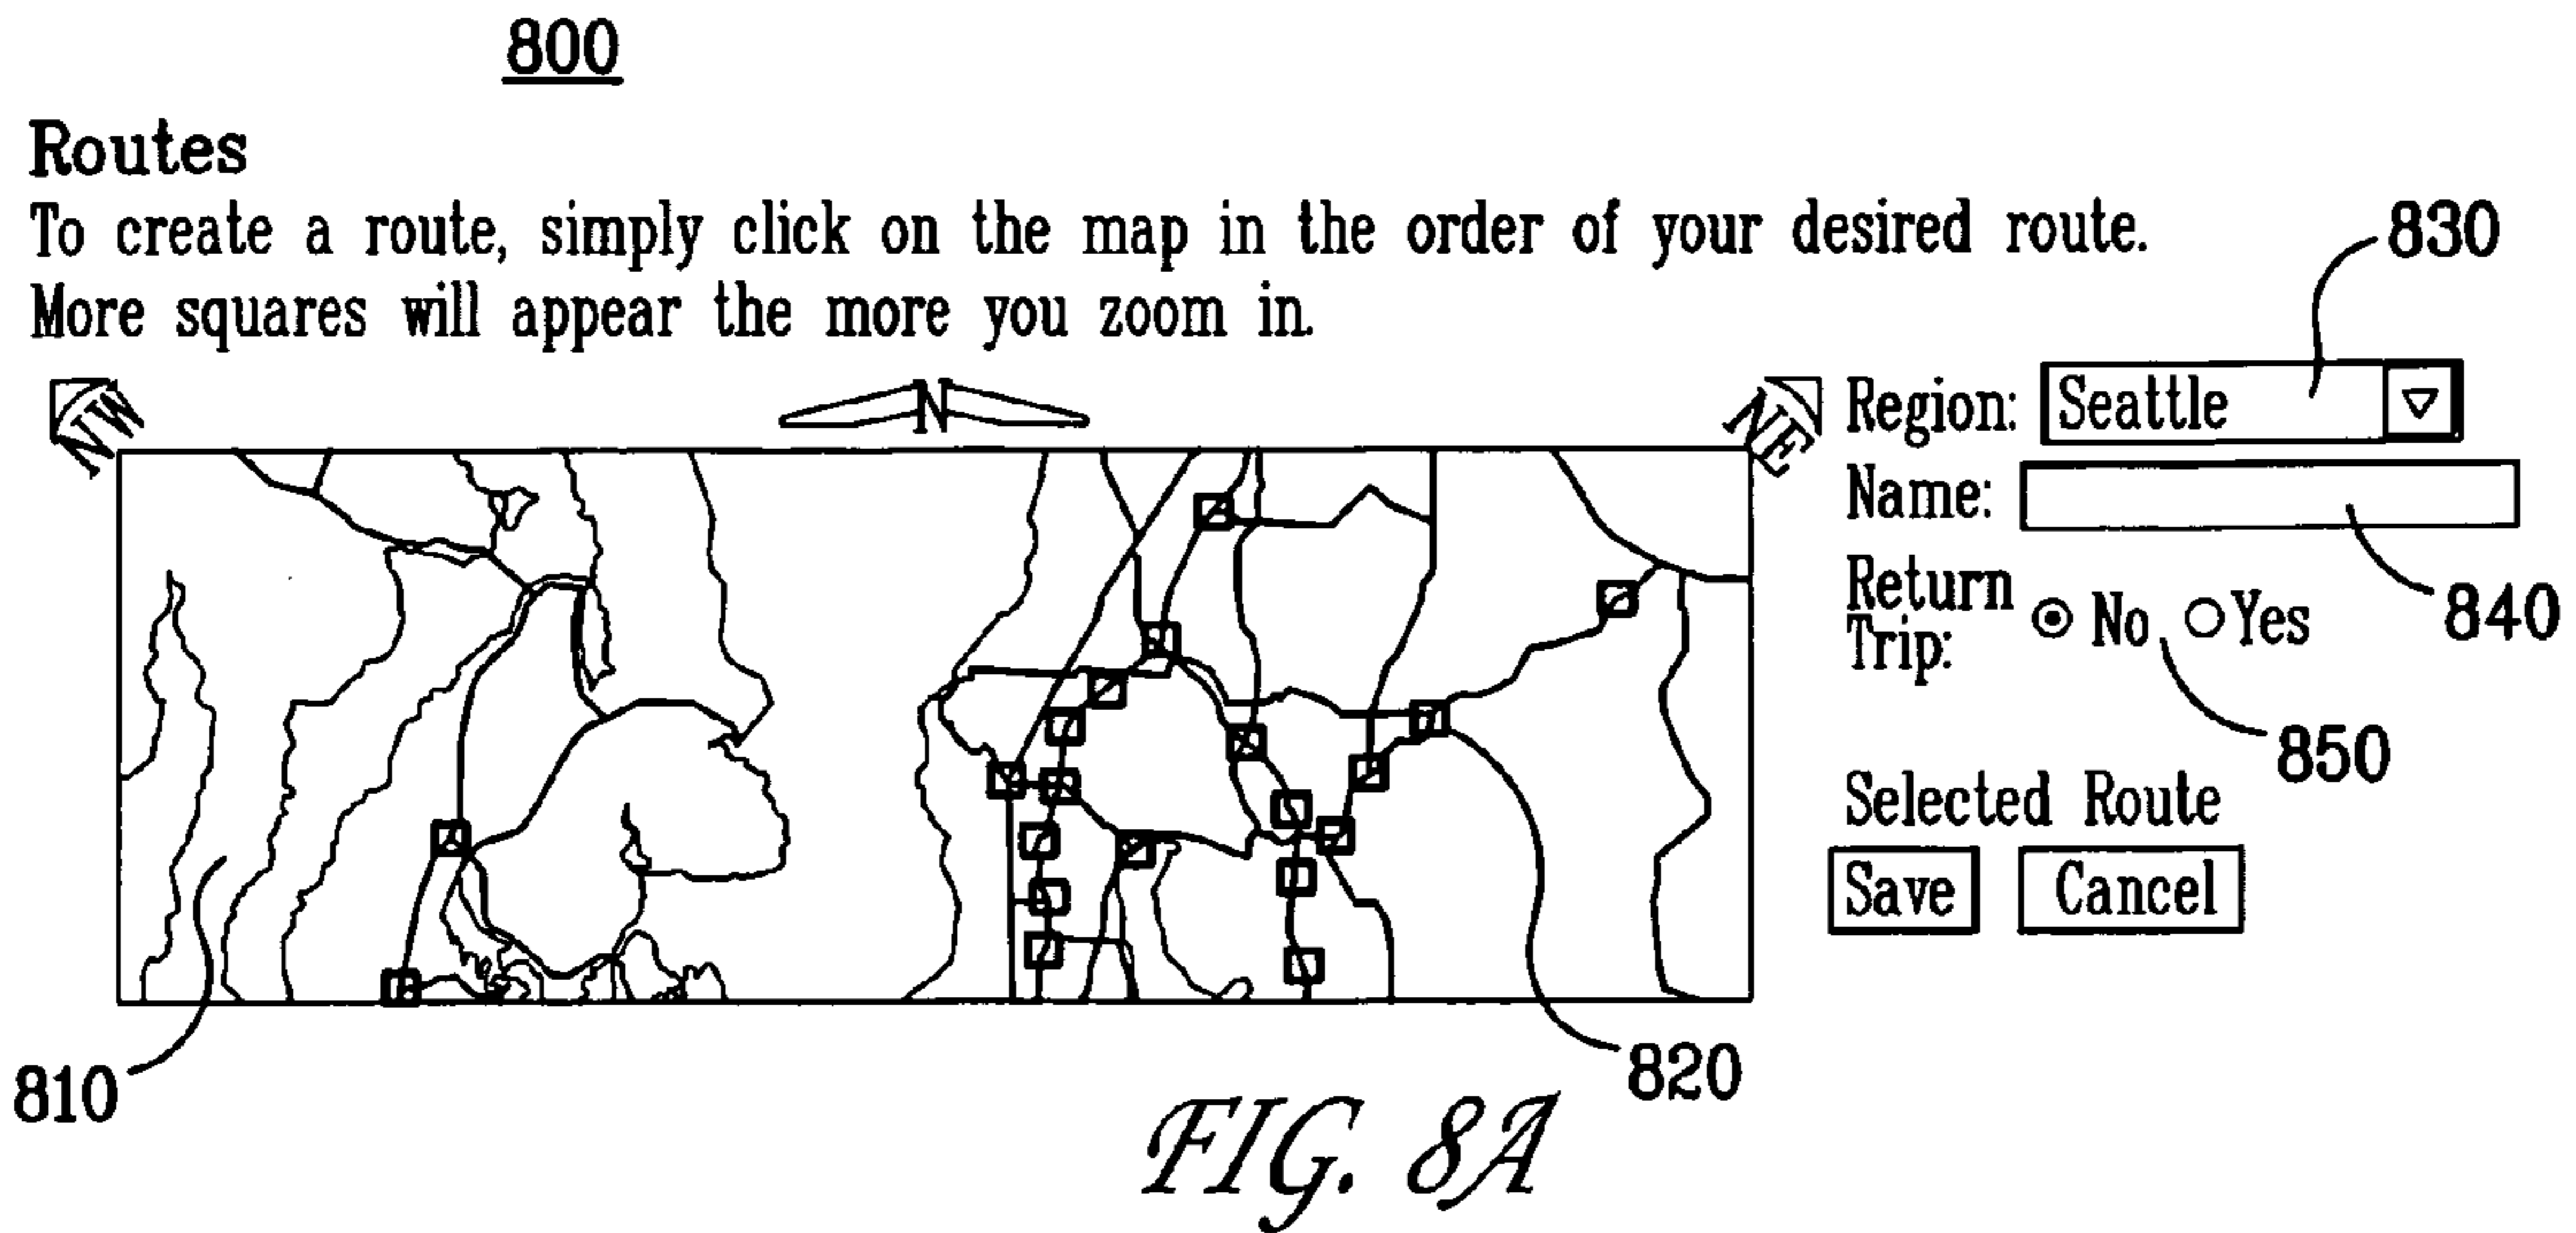 800
Routes
To create a route, simply click on the map in the order of your desired route.
More squares will appear the more you zoom in.
830
NW
N
NE
Region: Seattle
Name:
840
Return Trip: No Yes
850
Selected Route
Save Cancel
810
820
FIG. 8A